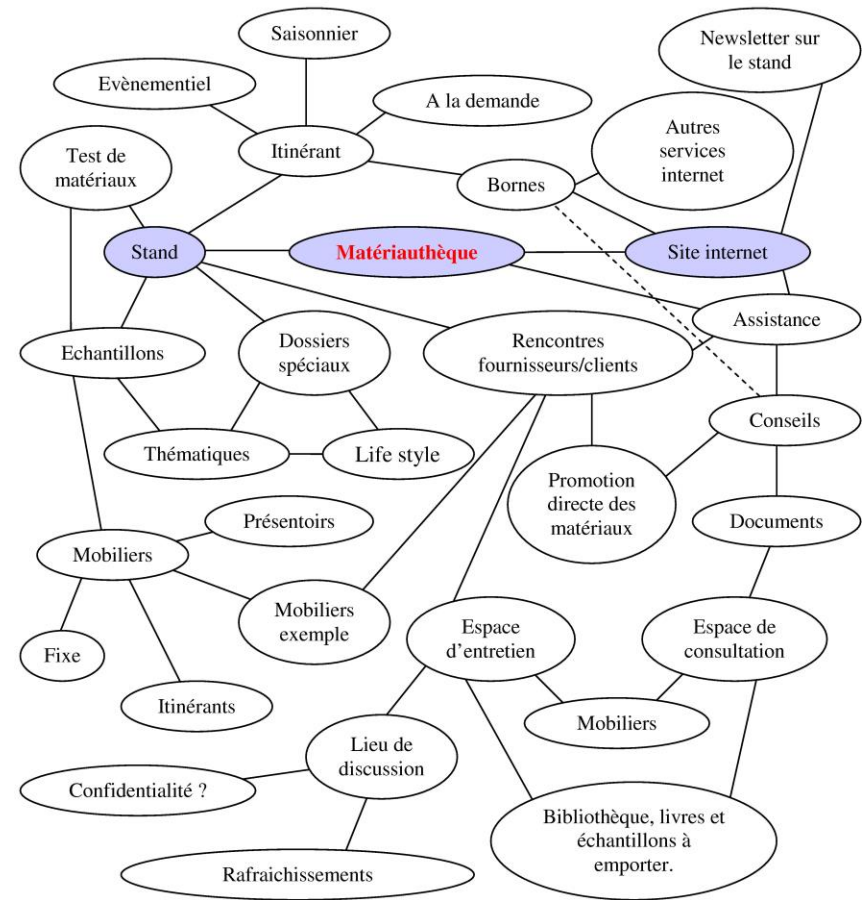 Saisonnier
Newsletter sur
le stand
Evènementiel
A la demande
Autres
services
internet
Test de
matériaux
Itinérant
Bornes
Stand
Matériauthèque
Site internet
Assistance
Echantillons
Dossiers
spéciaux
Rencontres
fournisseurs/clients
Conseils
Thématiques
Life style
Promotion
directe des
matériaux
Présentoirs
Documents
Mobiliers
Mobiliers
exemple
Espace
d’entretien
Espace de
consultation
Fixe
Itinérants
Mobiliers
Lieu de
discussion
Confidentialité ?
Bibliothèque, livres et
échantillons à
emporter.
Rafraichissements